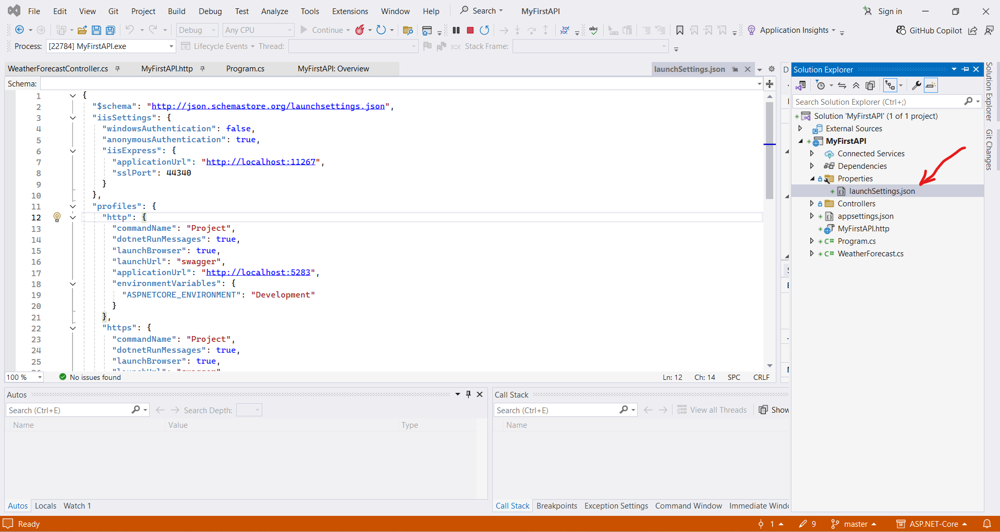 File Edit View Git Project Build Debug Test Analyze Tools Extensions Window Help Search MyFirstAPI Sign in
Debug Any CPU Continue abc Application Insights GitHub Copilot
Process: [22784] MyFirstAPI.exe Lifecycle Events Thread: Stack Frame:
WeatherForecastController.cs MyFirstAPI.http Program.cs MyFirstAPI: Overview launchSettings.json
Schema:
1 {
2 "$schema": "http://json.schemastore.org/launchsettings.json",
3 "iisSettings": {
4 "windowsAuthentication": false,
5 "anonymousAuthentication": true,
6 "iisExpress": {
7 "applicationUrl": "http://localhost:11267",
8 "sslPort": 44340
9 }
10 },
11 "profiles": {
12 "http": {
13 "commandName": "Project",
14 "dotnetRunMessages": true,
15 "launchBrowser": true,
16 "launchUrl": "swagger",
17 "applicationUrl": "http://localhost:5283",
18 "environmentVariables": {
19 "ASPNETCORE_ENVIRONMENT": "Development"
20 }
21 },
22 "https": {
23 "commandName": "Project",
24 "dotnetRunMessages": true,
25 "launchBrowser": true,
100 % No issues found Ln: 12 Ch: 14 SPC CRLF
Solution Explorer
Search Solution Explorer (Ctrl+;)
Solution 'MyFirstAPI' (1 of 1 project)
External Sources
MyFirstAPI
Connected Services
Dependencies
Properties
launchSettings.json
Controllers
appsettings.json
MyFirstAPI.http
C# Program.cs
C# WeatherForecast.cs
Solution Explorer
Git Changes
Autos
Search (Ctrl+E) Search Depth:
Name Value Type
Autos Locals Watch 1
Call Stack
Search (Ctrl+E) View all Threads Show
Name
Call Stack Breakpoints Exception Settings Command Window Immediate Windo
Ready 1 9 master ASP.NET-Core